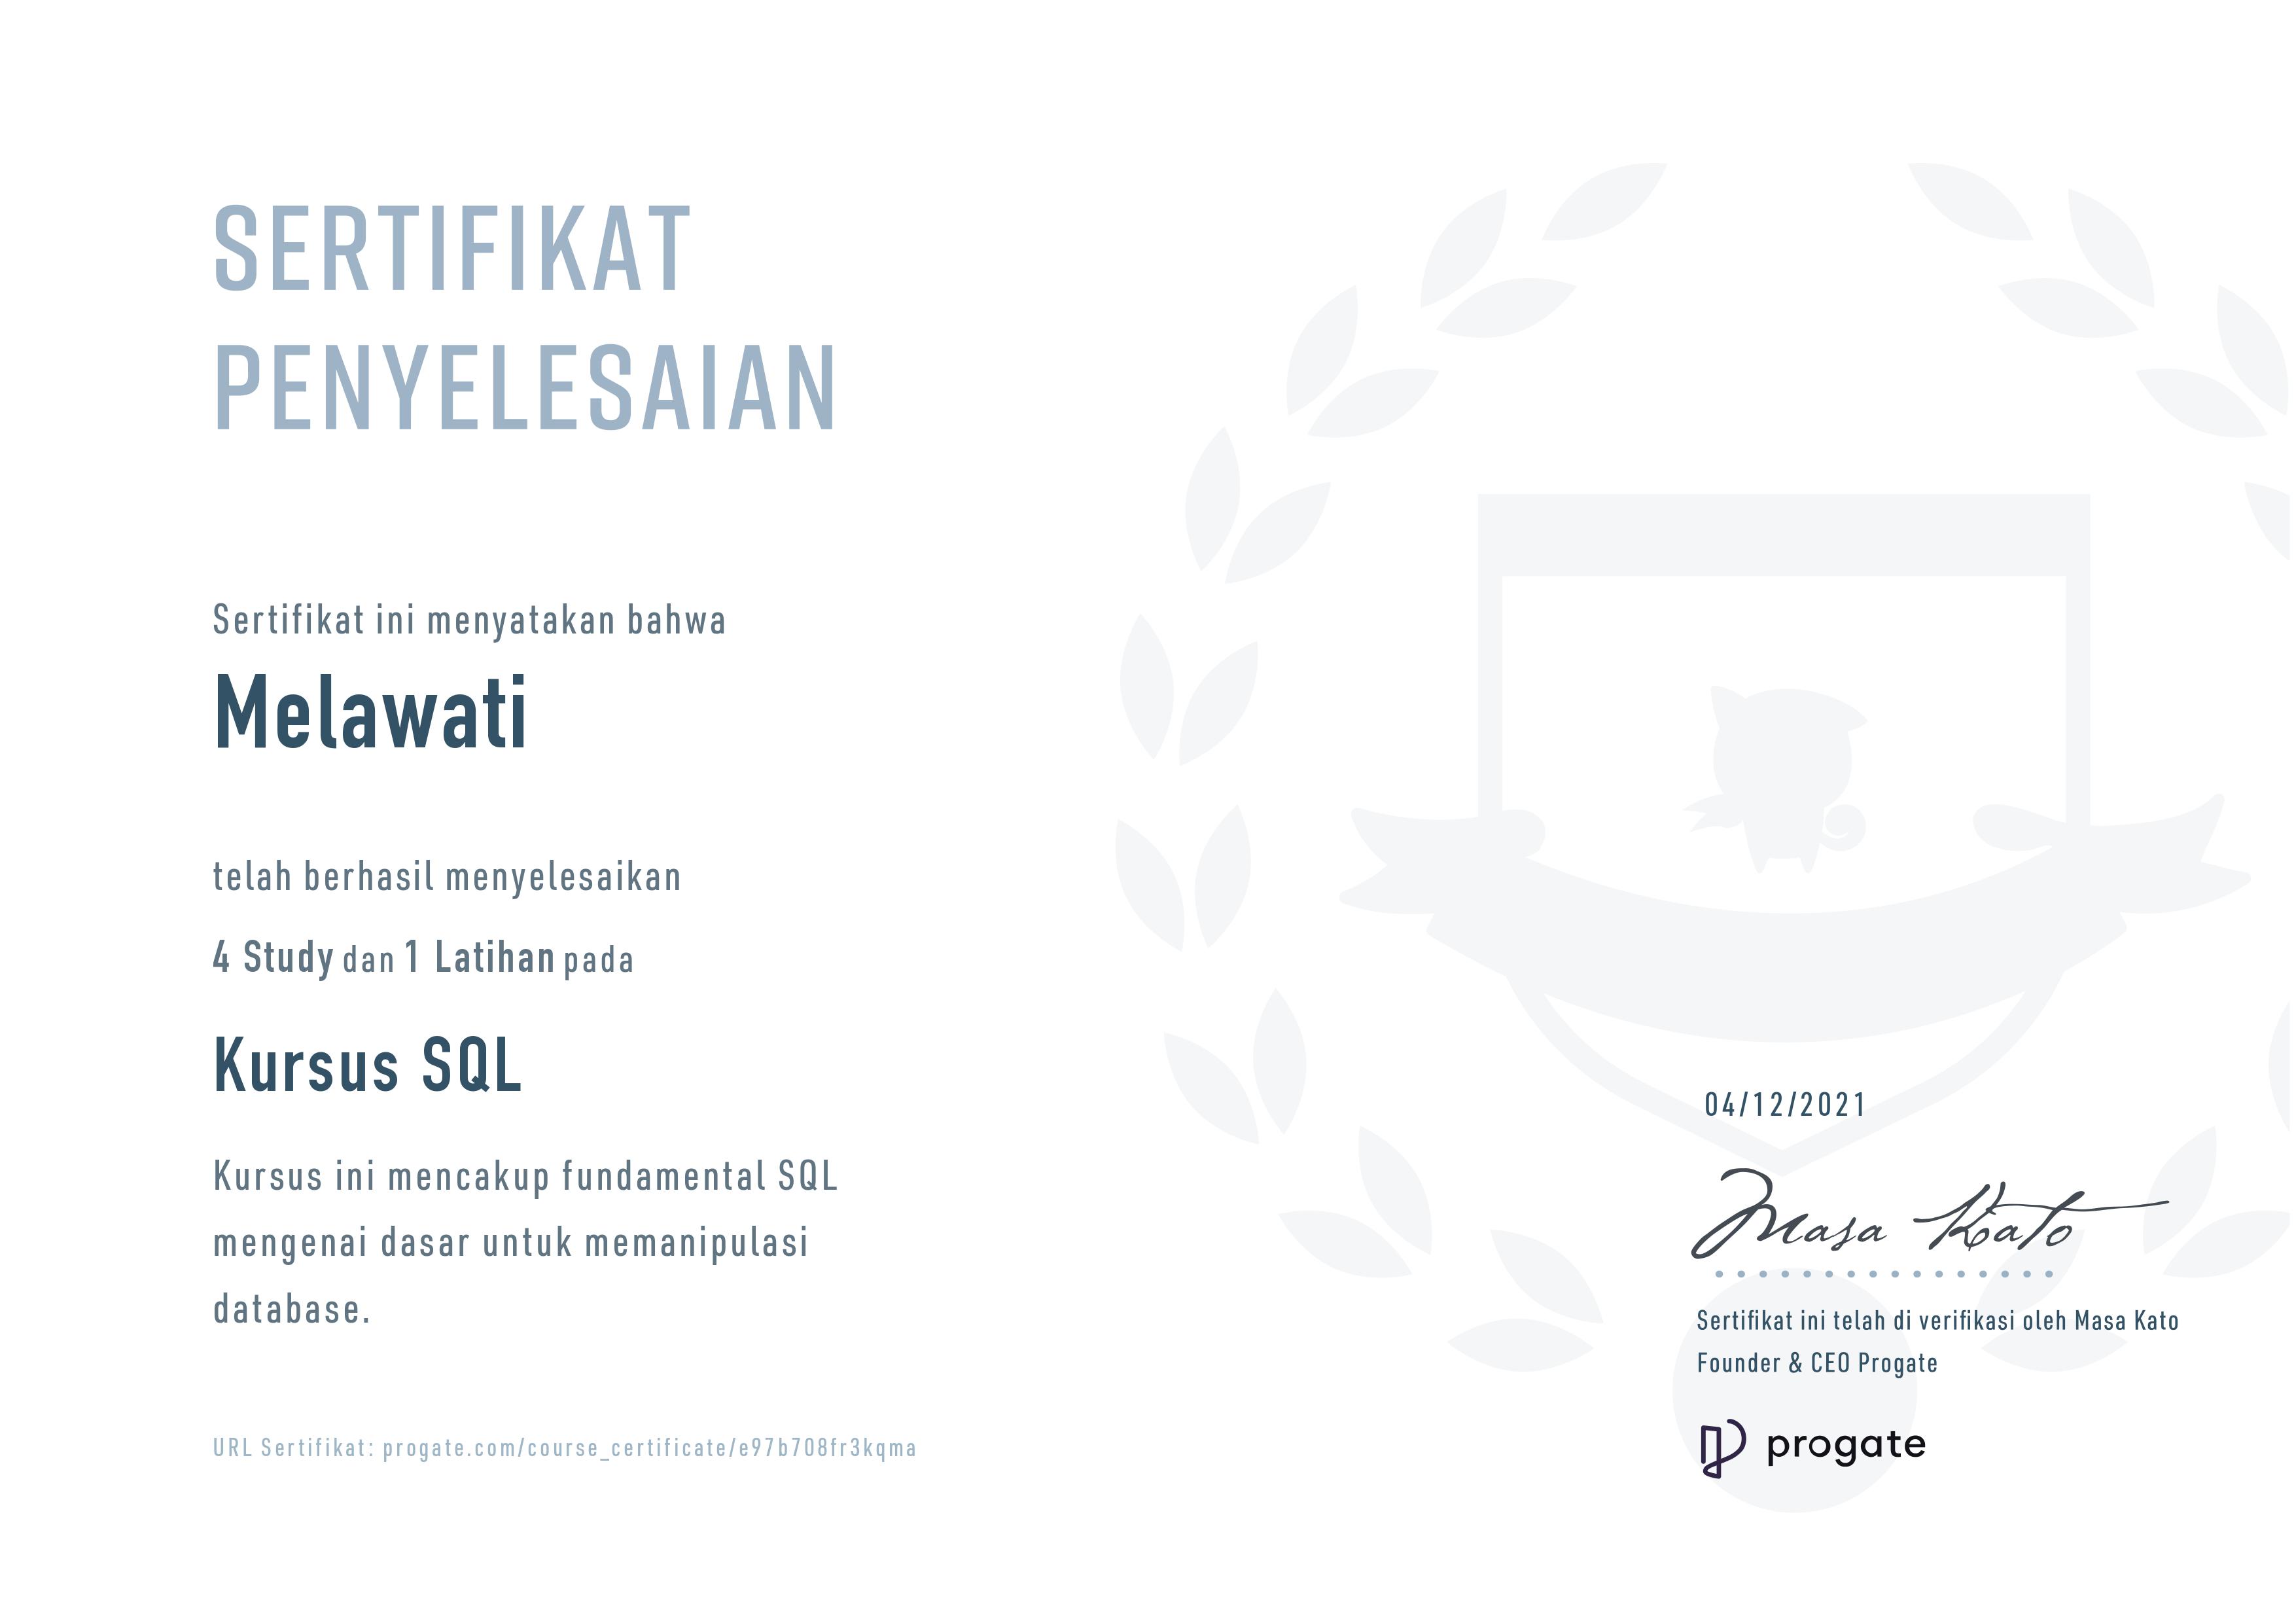 SERTIFIKAT
PENYELESAIAN
Sertifikat ini menyatakan bahwa
Melawati
telah berhasil menyelesaikan
4 Study dan 1 Latihan pada
Kursus SQL
Kursus ini mencakup fundamental SQL
mengenai dasar untuk memanipulasi
database.
URL Sertifikat: progate.com/course_certificate/e97b708fr3kqma
04/12/2021
Masa Kato
Sertifikat ini telah di verifikasi oleh Masa Kato
Founder & CEO Progate
progate